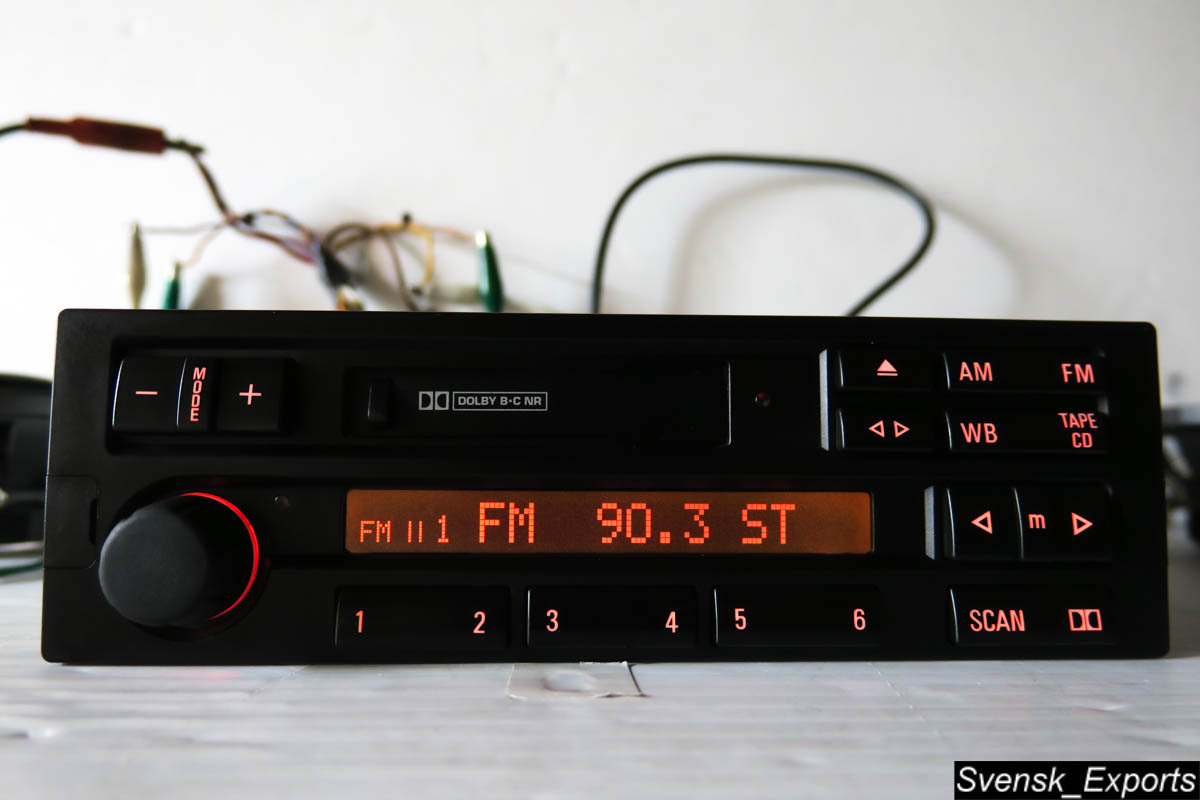 − MODE +
DOLBY B•C NR
AM FM
WB TAPE CD
FM II 1 FM 90.3 ST
m
1 2 3 4 5 6
SCAN
Svensk_Exports